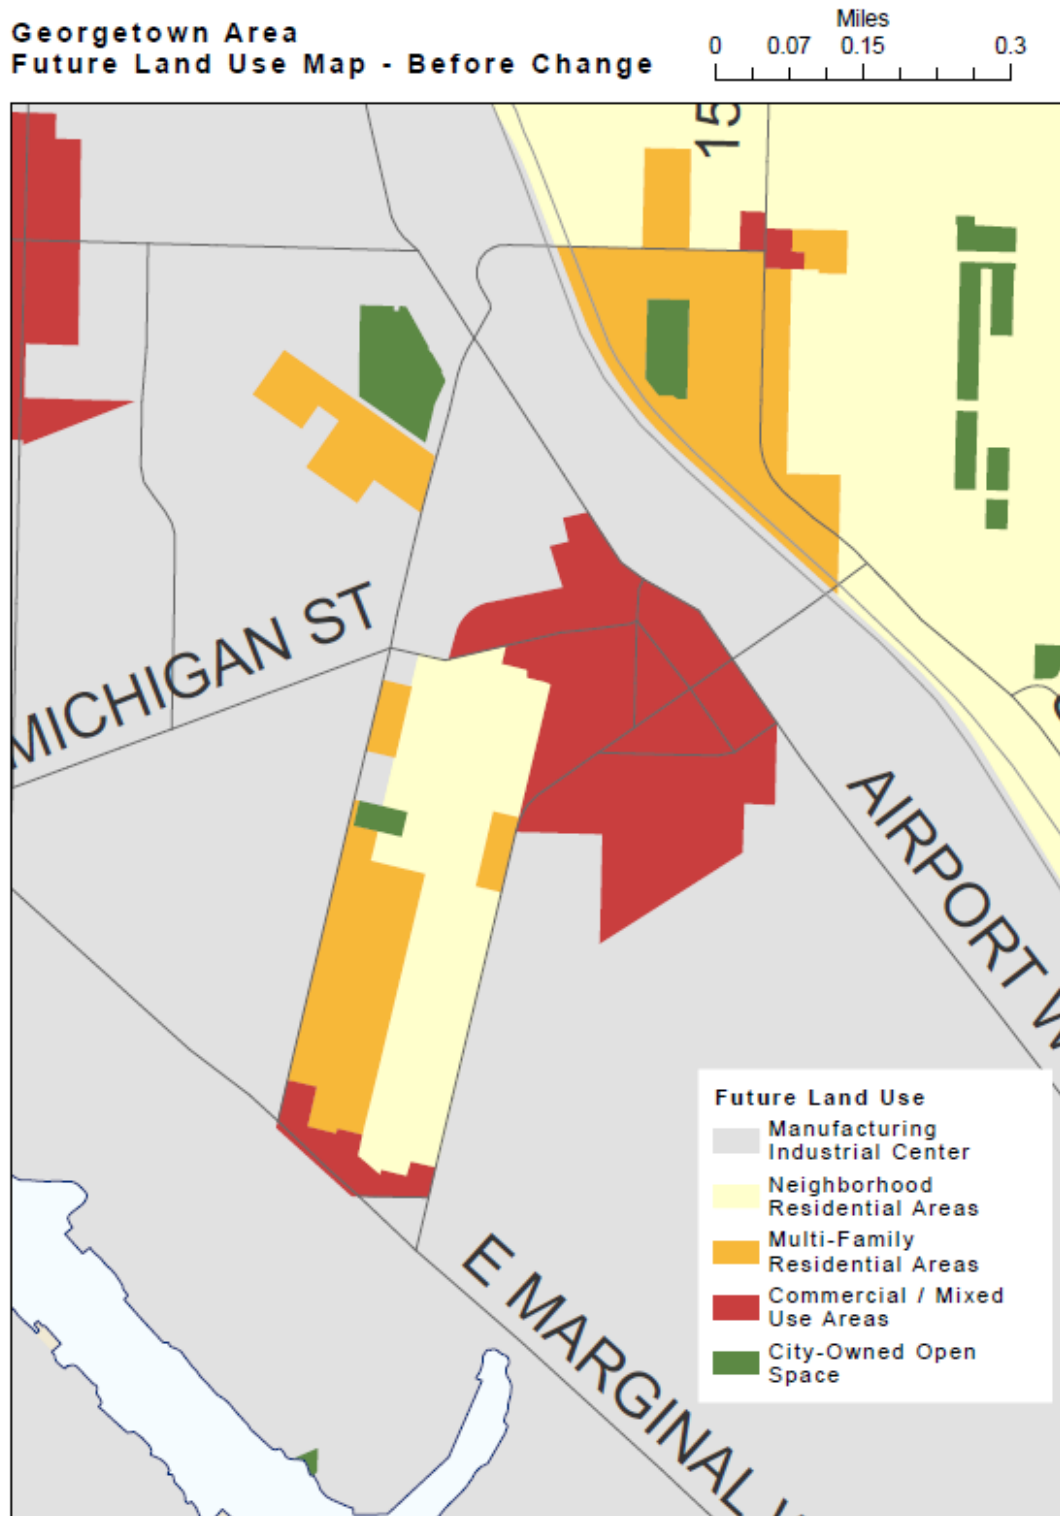 Georgetown Area
Future Land Use Map - Before Change
Miles
0 0.07 0.15 0.3
15
MICHIGAN ST
AIRPORT W
E MARGINAL
Future Land Use
Manufacturing
Industrial Center
Neighborhood
Residential Areas
Multi-Family
Residential Areas
Commercial / Mixed
Use Areas
City-Owned Open
Space